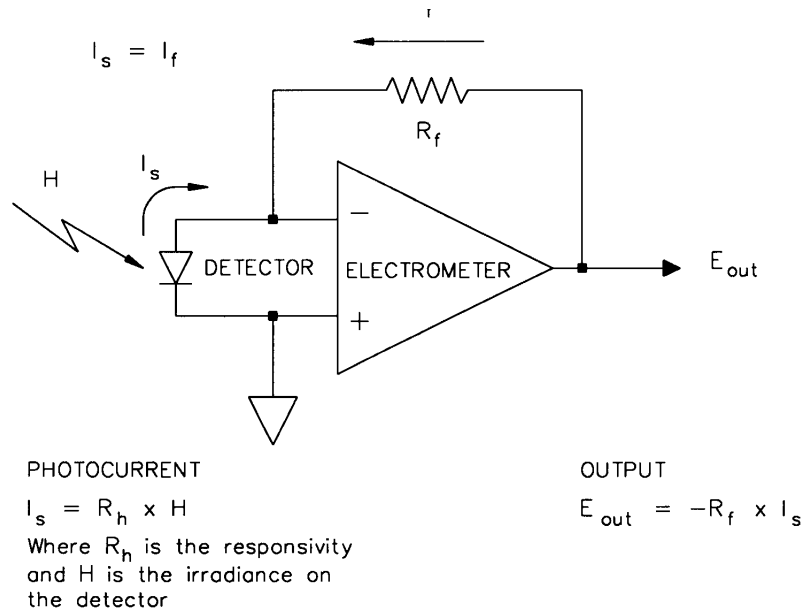 I_s = I_f
R_f
I_s
H
−
DETECTOR
ELECTROMETER
E_out
+
PHOTOCURRENT
I_s = R_h x H
Where R_h is the responsivity
and H is the irradiance on
the detector
OUTPUT
E_out = -R_f x I_s